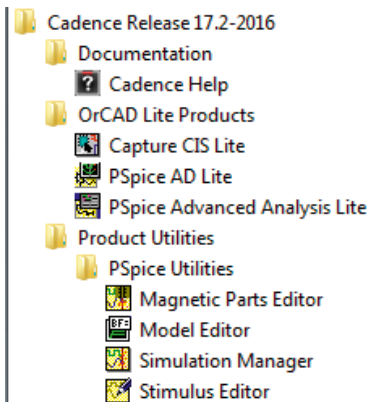 Cadence Release 17.2-2016
Documentation
Cadence Help
OrCAD Lite Products
Capture CIS Lite
PSpice AD Lite
PSpice Advanced Analysis Lite
Product Utilities
PSpice Utilities
Magnetic Parts Editor
Model Editor
Simulation Manager
Stimulus Editor